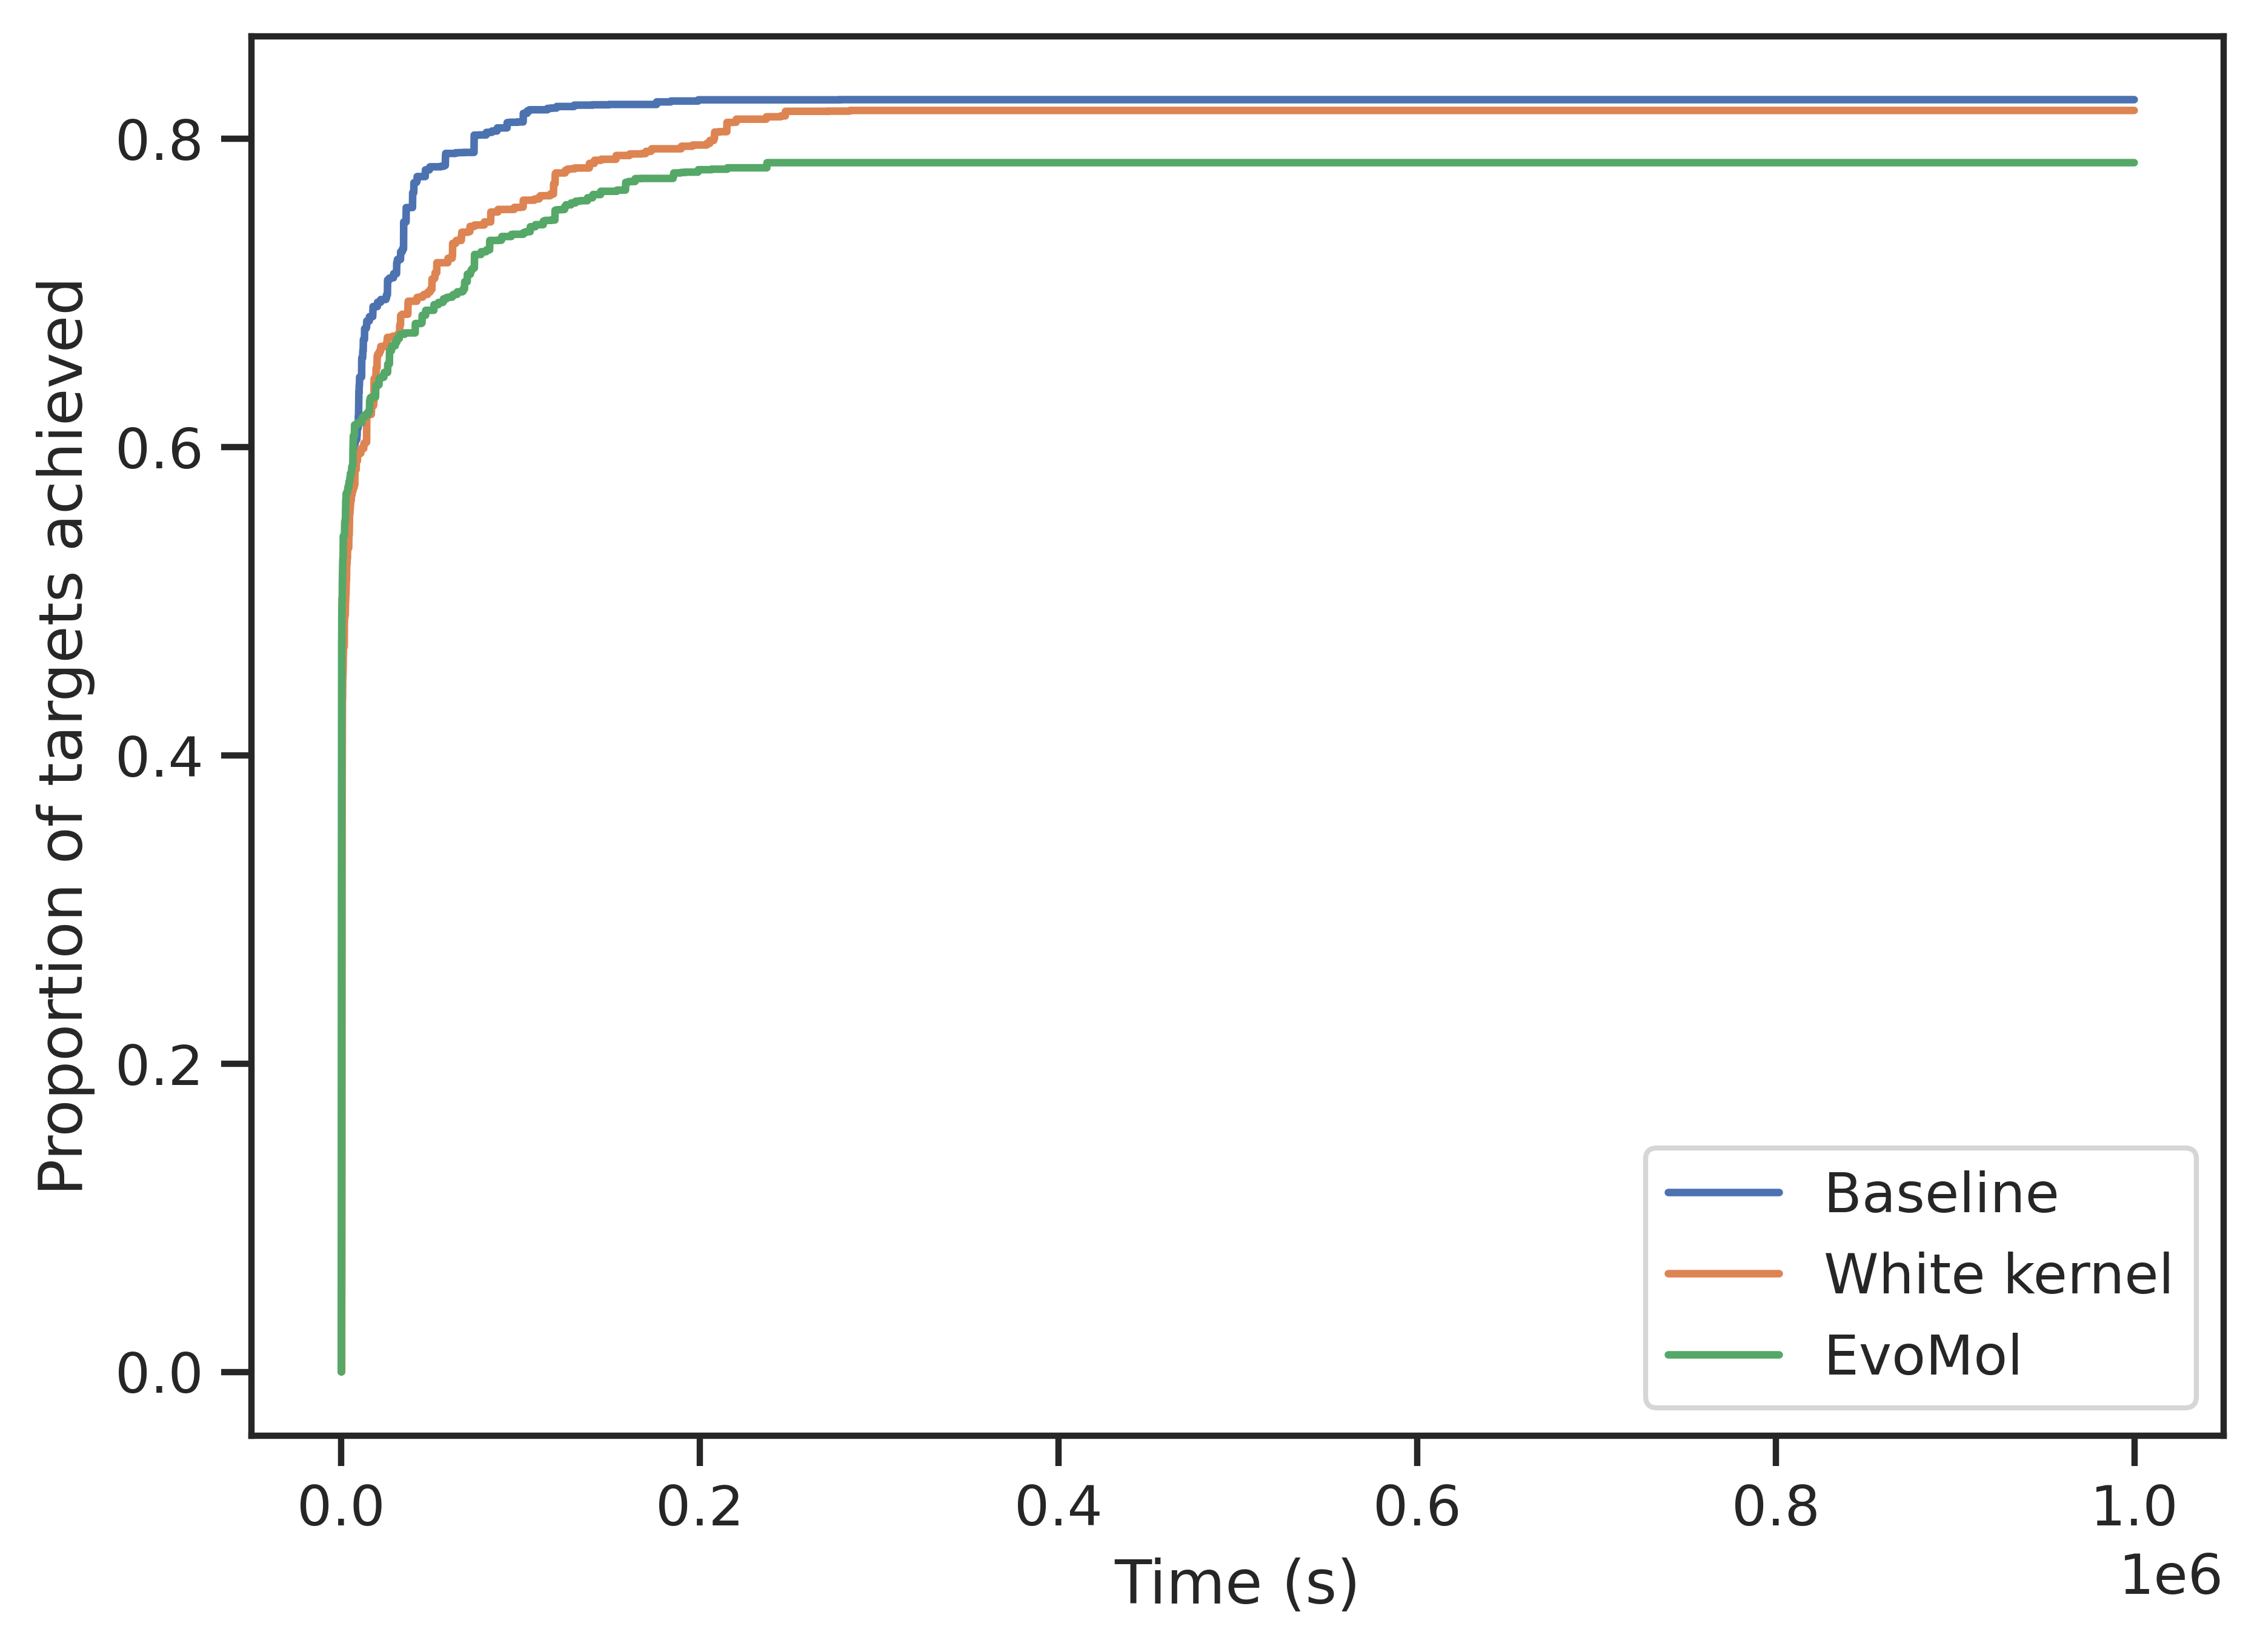 Proportion of targets achieved
0.8
0.6
0.4
0.2
0.0
0.0 0.2 0.4 0.6 0.8 1.0
1e6
Time (s)
Baseline
White kernel
EvoMol